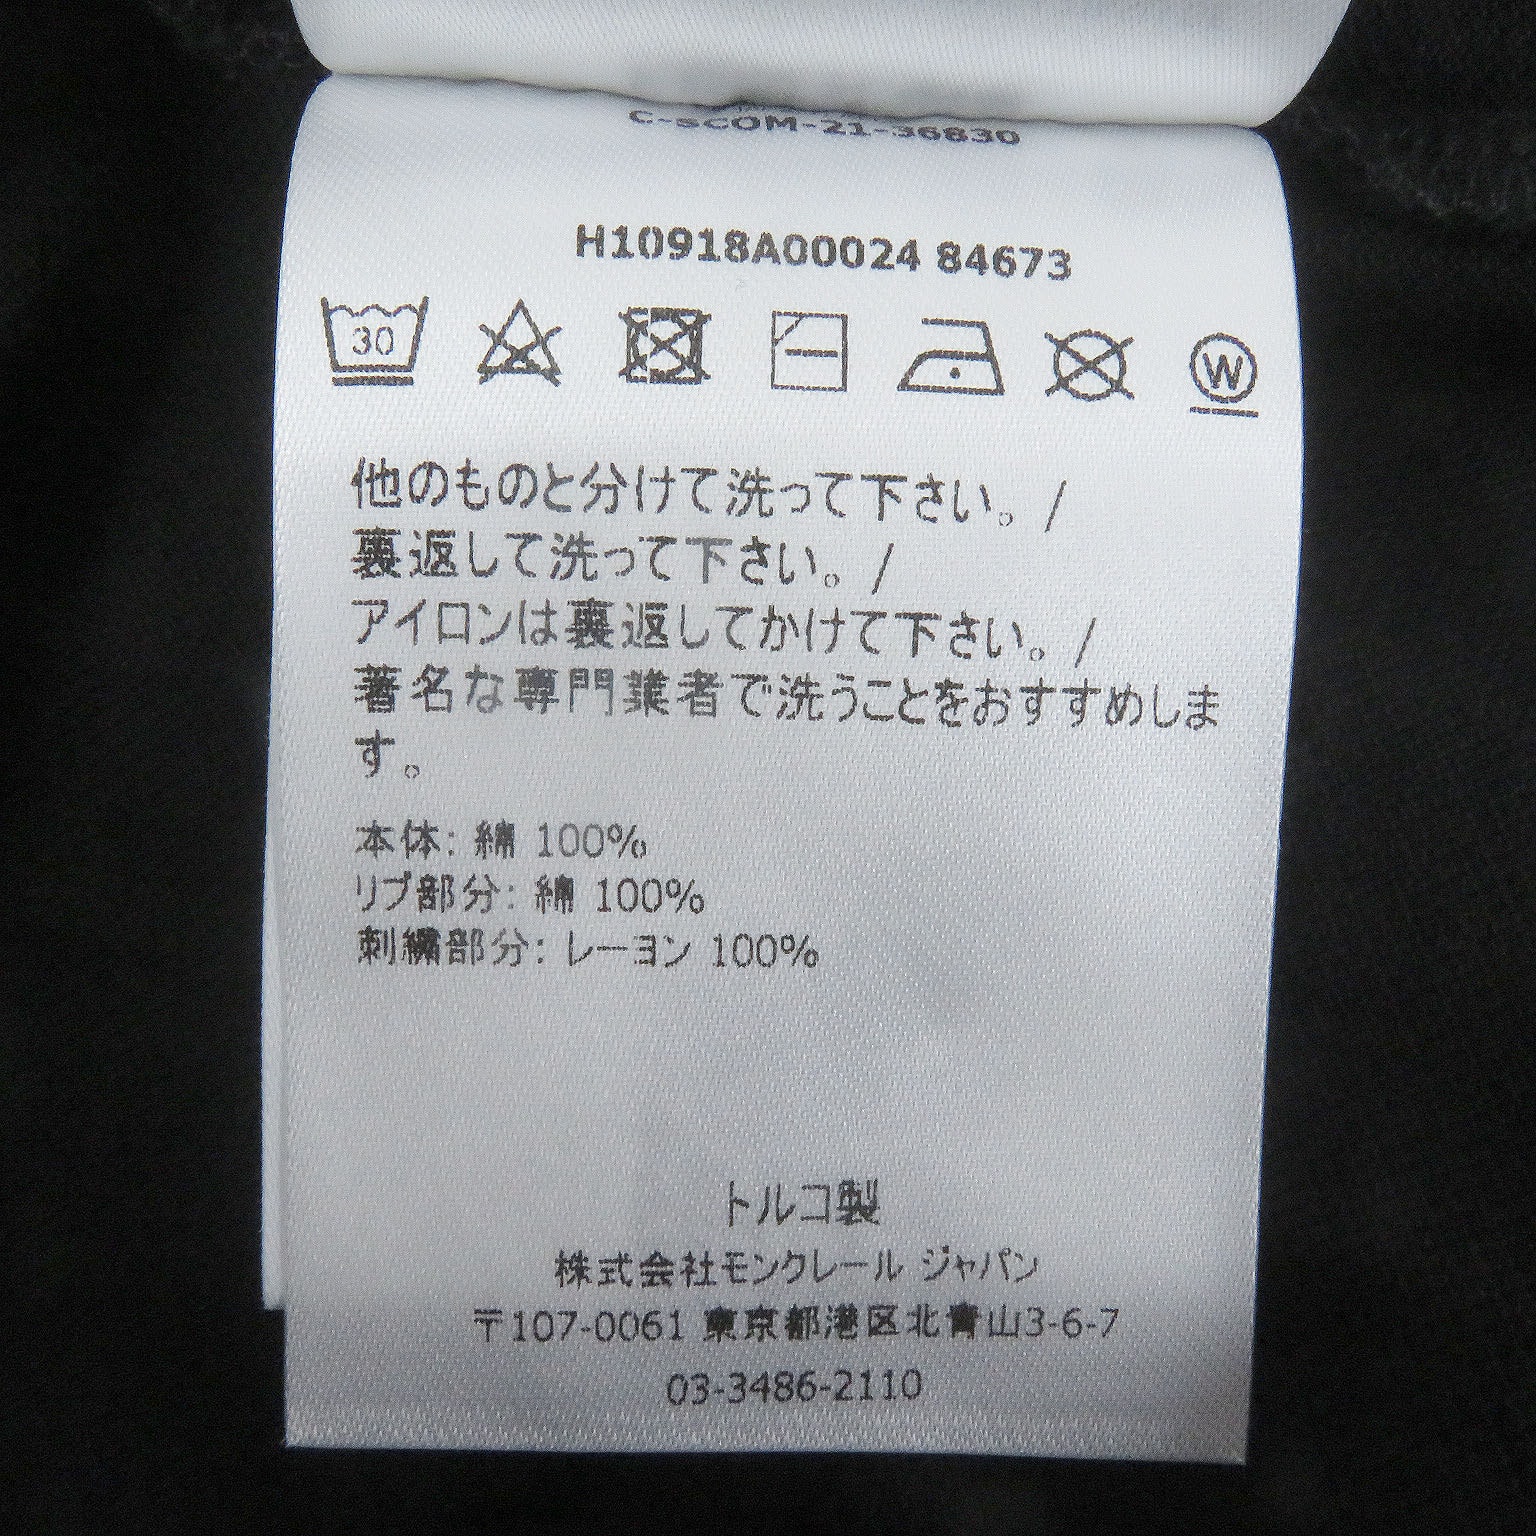 C-SCOM-21-36830
H10918A00024 84673
30 W
他のものと分けて洗って下さい。/
裏返して洗って下さい。/
アイロンは裏返してかけて下さい。/
著名な専門業者で洗うことをおすすめしま
す。
本体: 綿 100%
リブ部分: 綿 100%
刺繍部分: レーヨン 100%
トルコ製
株式会社モンクレール ジャパン
〒107-0061 東京都港区北青山3-6-7
03-3486-2110